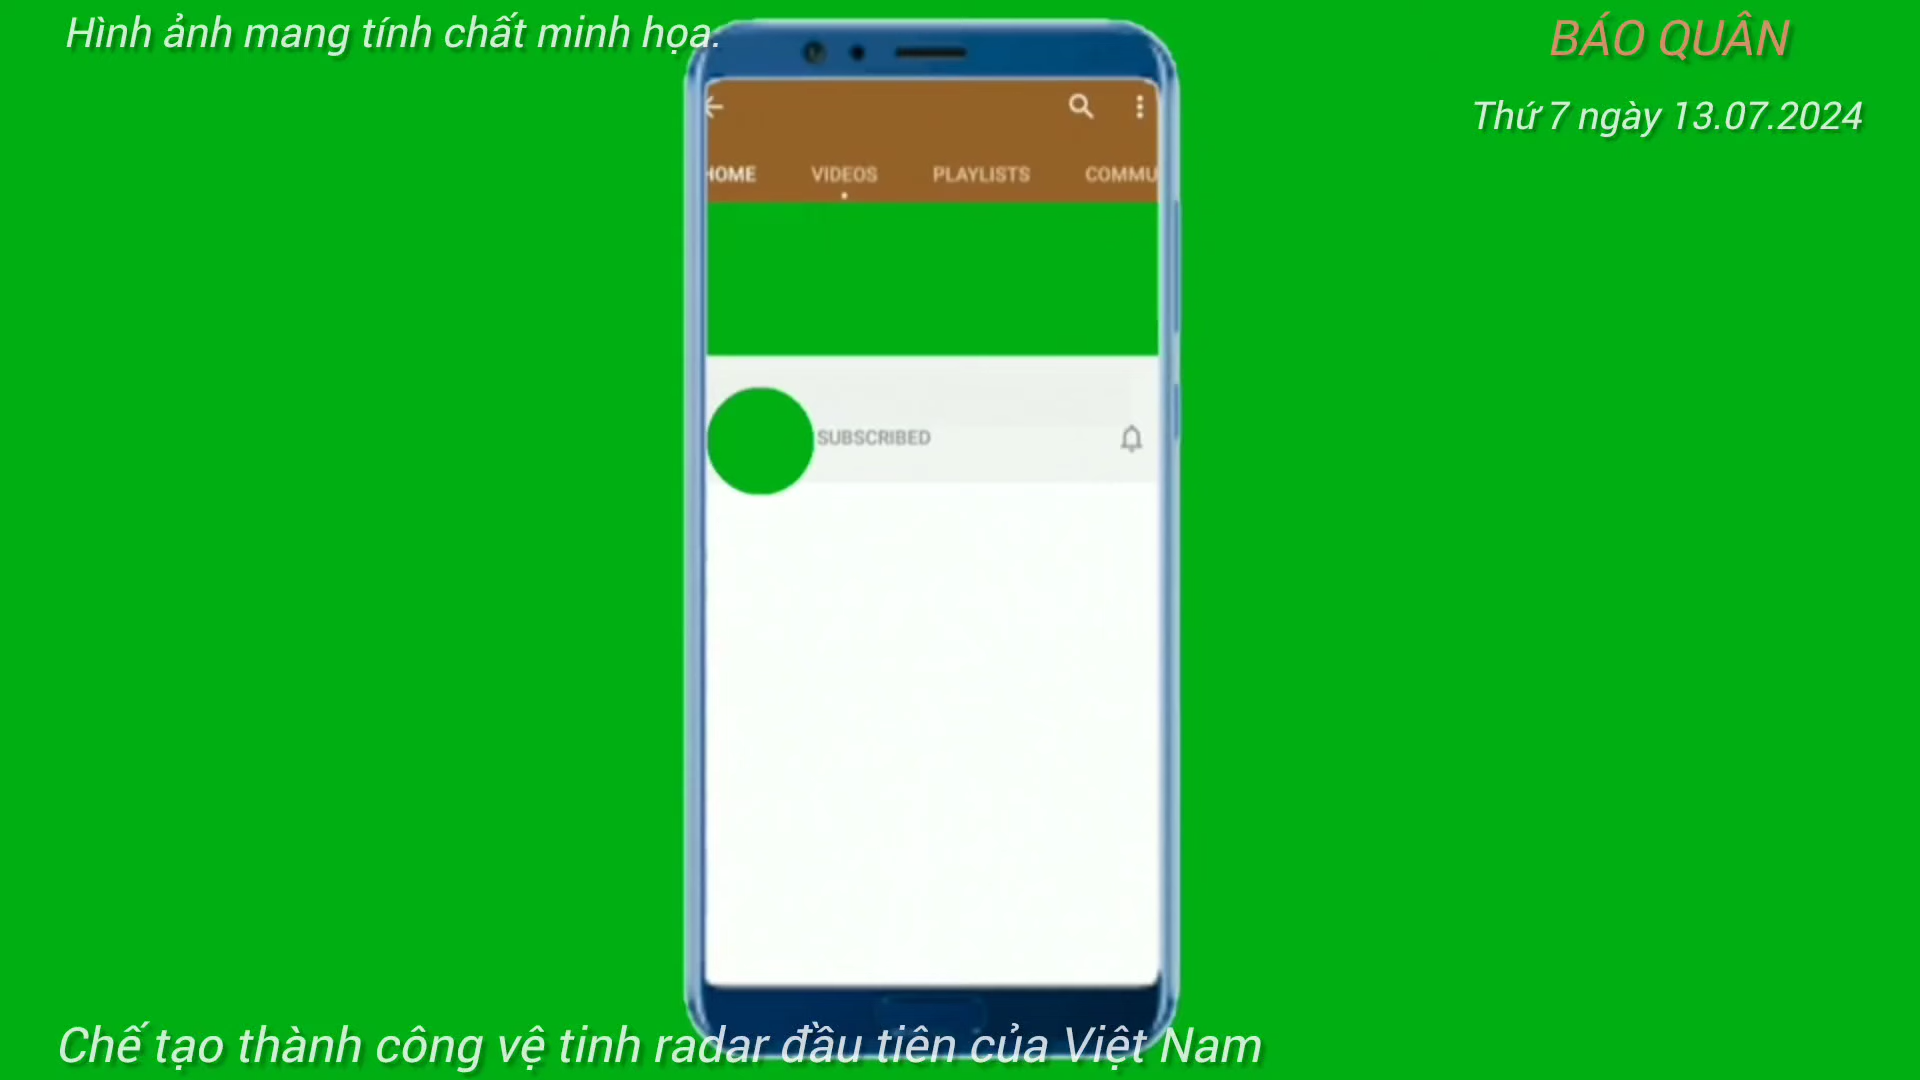 Hình ảnh mang tính chất minh họa.
BÁO QUÂN
Thứ 7 ngày 13.07.2024
HOME VIDEOS PLAYLISTS COMMU
SUBSCRIBED
Chế tạo thành công vệ tinh radar đầu tiên của Việt Nam